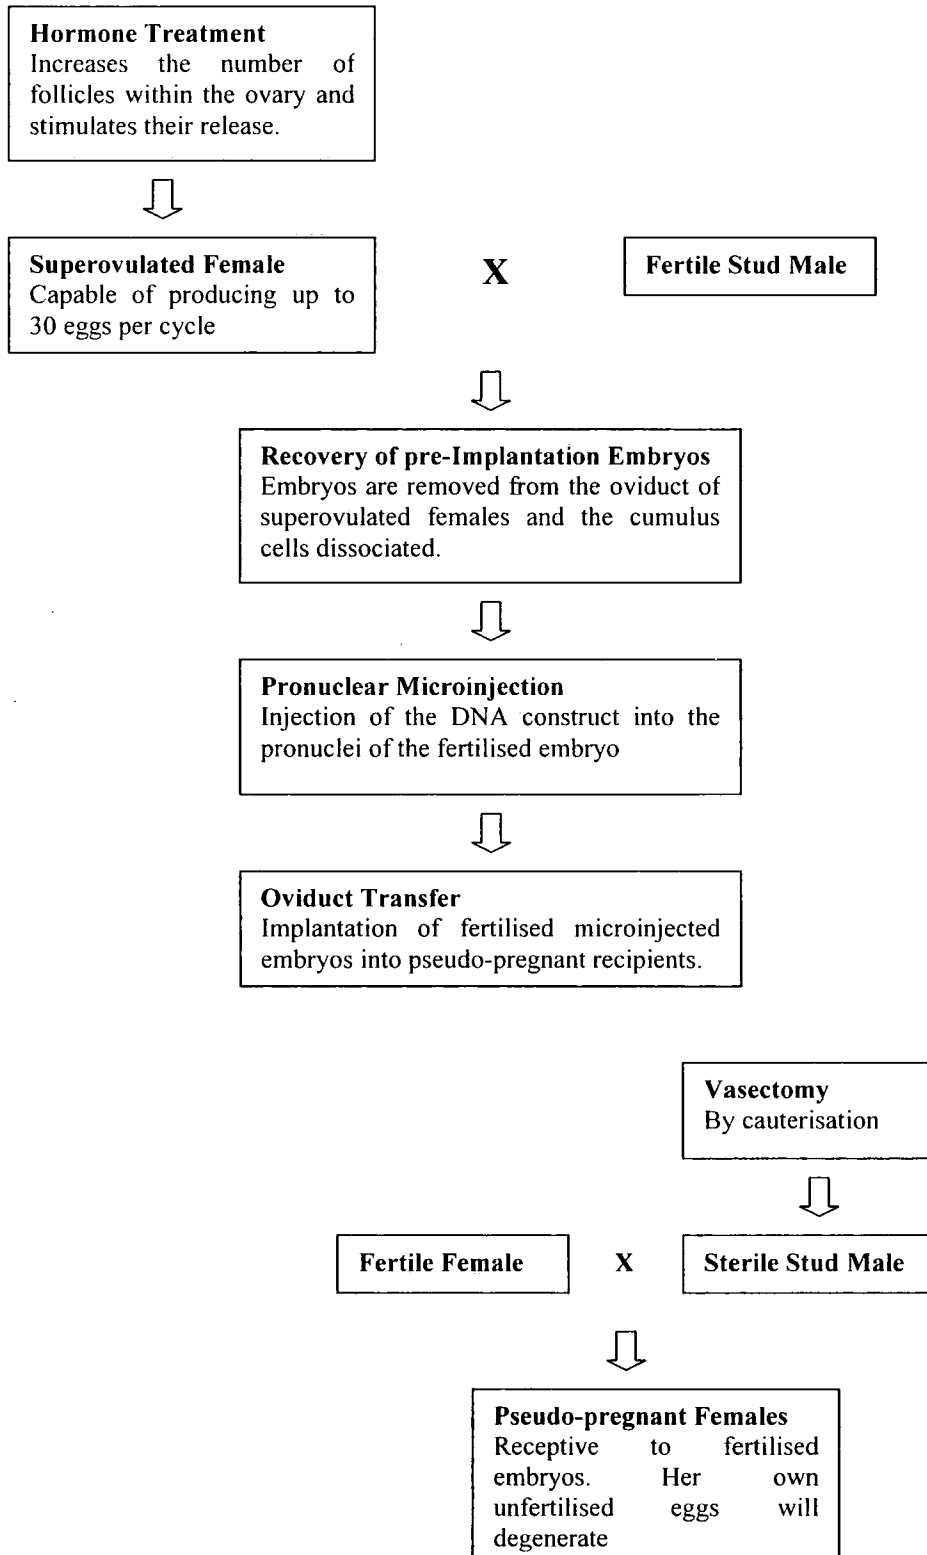 Hormone Treatment
Increases the number of
follicles within the ovary and
stimulates their release.
Superovulated Female
Capable of producing up to
30 eggs per cycle
X
Fertile Stud Male
Recovery of pre-Implantation Embryos
Embryos are removed from the oviduct of
superovulated females and the cumulus
cells dissociated.
Pronuclear Microinjection
Injection of the DNA construct into the
pronuclei of the fertilised embryo
Oviduct Transfer
Implantation of fertilised microinjected
embryos into pseudo-pregnant recipients.
Vasectomy
By cauterisation
Fertile Female
X
Sterile Stud Male
Pseudo-pregnant Females
Receptive to fertilised
embryos. Her own
unfertilised eggs will
degenerate